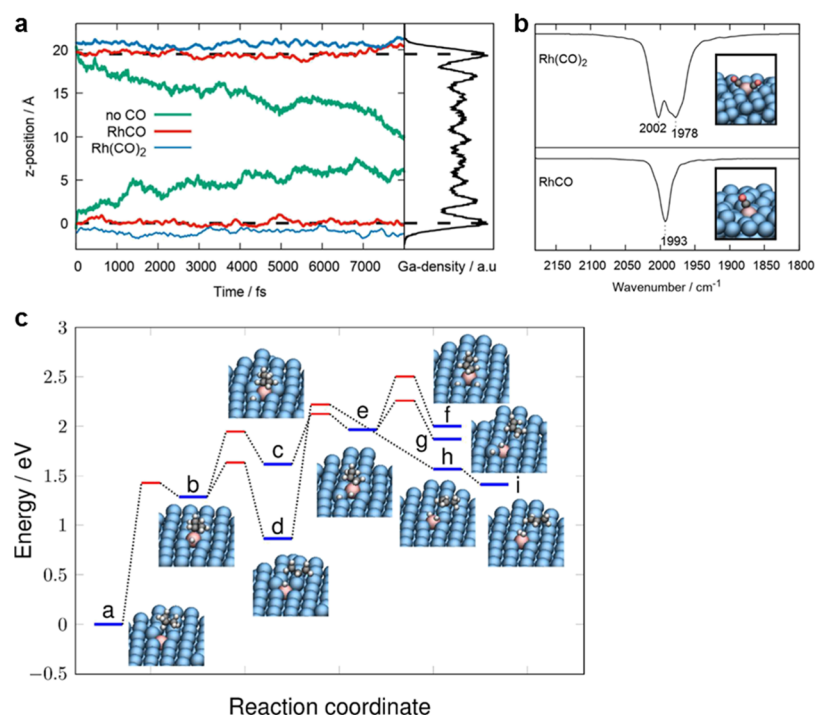 a
20
15
10
5
0
z-position / Å
no CO
RhCO
Rh(CO)2
0 1000 2000 3000 4000 5000 6000 7000
Time / fs
Ga-density / a.u
b
Rh(CO)2
2002
1978
RhCO
1993
2150 2100 2050 2000 1950 1900 1850 1800
Wavenumber / cm-1
c
3
2.5
2
1.5
1
0.5
0
−0.5
Energy / eV
a
b
c
d
e
f
g
h
i
Reaction coordinate